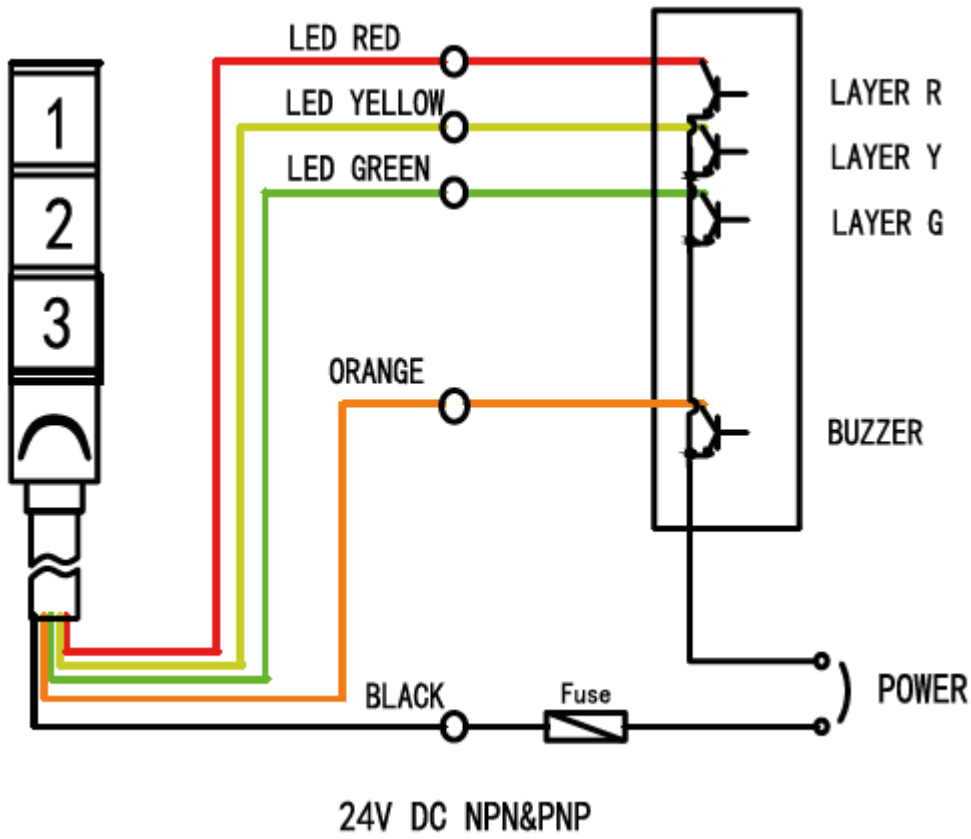 LED RED
1
LAYER R
LED YELLOW
LAYER Y
LED GREEN
2
LAYER G
3
ORANGE
BUZZER
BLACK
Fuse
POWER
24V DC NPN&PNP